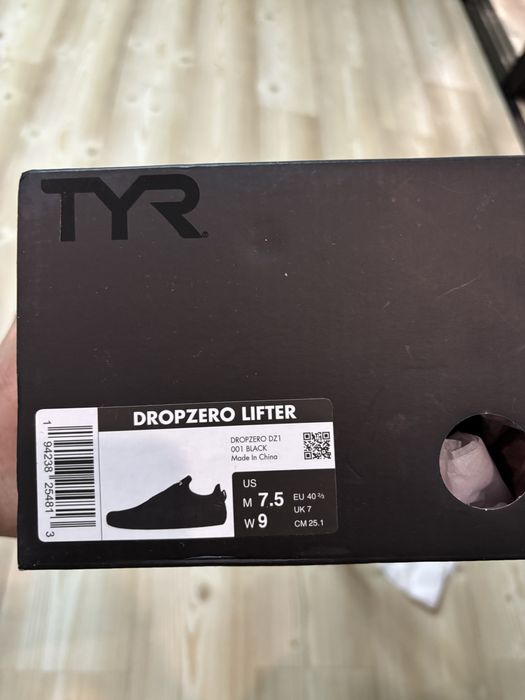 TYR
DROPZERO LIFTER
DROPZERO DZ1
001 BLACK
Made In China
US
M 7.5 EU 40 ⅔
UK 7
W 9 CM 25.1
1 94238 25481 3